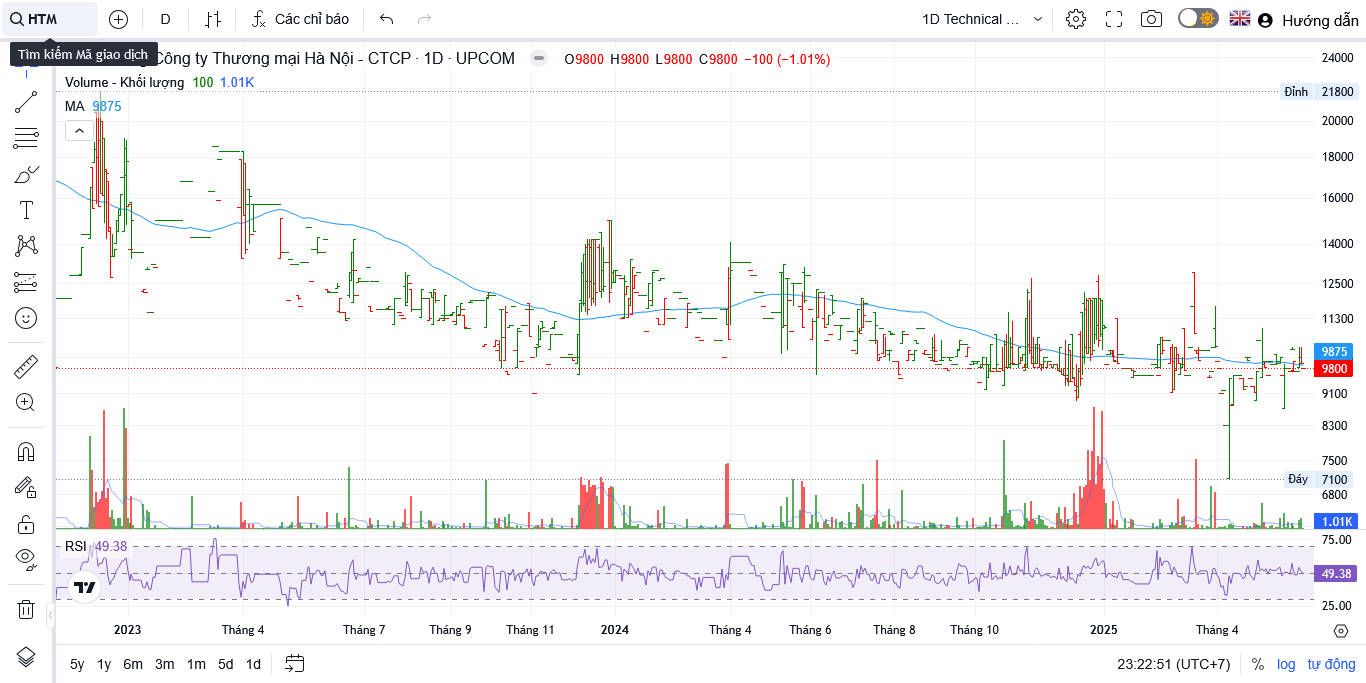 HTM D Các chỉ báo 1D Technical ... Hướng dẫn
Tìm kiếm Mã giao dịch
Công ty Thương mại Hà Nội - CTCP · 1D · UPCOM O9800 H9800 L9800 C9800 −100 (−1.01%)
Volume - Khối lượng 100 1.01K
MA 9875
24000
Đỉnh 21800
20000
18000
16000
14000
12500
11300
9875
9800
9100
8300
7500
Đáy 7100
6800
1.01K
RSI 49.38
75.00
49.38
25.00
2023 Tháng 4 Tháng 7 Tháng 9 Tháng 11 2024 Tháng 4 Tháng 6 Tháng 8 Tháng 10 2025 Tháng 4
5y 1y 6m 3m 1m 5d 1d 23:22:51 (UTC+7) % log tự động